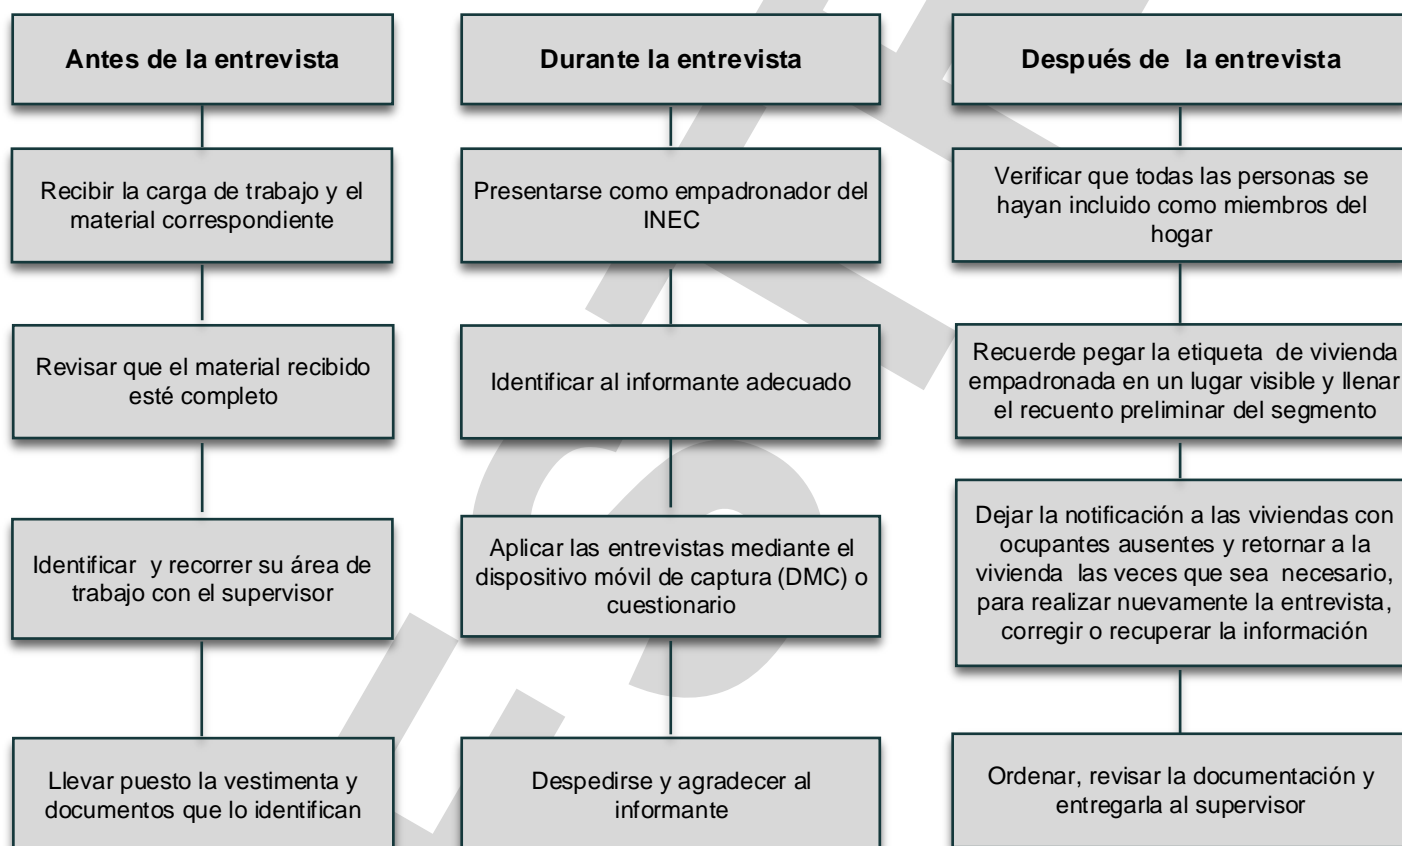 Antes de la entrevista
Recibir la carga de trabajo y el
material correspondiente
Revisar que el material recibido
esté completo
Identificar y recorrer su área de
trabajo con el supervisor
Llevar puesto la vestimenta y
documentos que lo identifican
Durante la entrevista
Presentarse como empadronador del
INEC
Identificar al informante adecuado
Aplicar las entrevistas mediante el
dispositivo móvil de captura (DMC) o
cuestionario
Despedirse y agradecer al
informante
Después de la entrevista
Verificar que todas las personas se
hayan incluido como miembros del
hogar
Recuerde pegar la etiqueta de vivienda
empadronada en un lugar visible y llenar
el recuento preliminar del segmento
Dejar la notificación a las viviendas con
ocupantes ausentes y retornar a la
vivienda las veces que sea necesario,
para realizar nuevamente la entrevista,
corregir o recuperar la información
Ordenar, revisar la documentación y
entregarla al supervisor